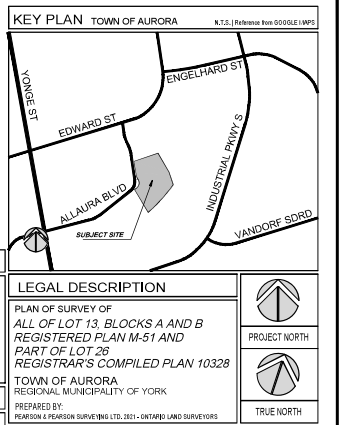 KEY PLAN TOWN OF AURORA N.T.S. | Reference from GOOGLE MAPS
YONGE ST
ENGELHARD ST
EDWARD ST
ALLAURA BLVD
INDUSTRIAL PKWY S
SUBJECT SITE
VANDORF SDRD
LEGAL DESCRIPTION
PLAN OF SURVEY OF
ALL OF LOT 13, BLOCKS A AND B
REGISTERED PLAN M-51 AND
PART OF LOT 26
REGISTRAR'S COMPILED PLAN 10328
TOWN OF AURORA
REGIONAL MUNICIPALITY OF YORK
PREPARED BY:
PEARSON & PEARSON SURVEYING LTD. 2021 - ONTARIO LAND SURVEYORS
PROJECT NORTH
TRUE NORTH